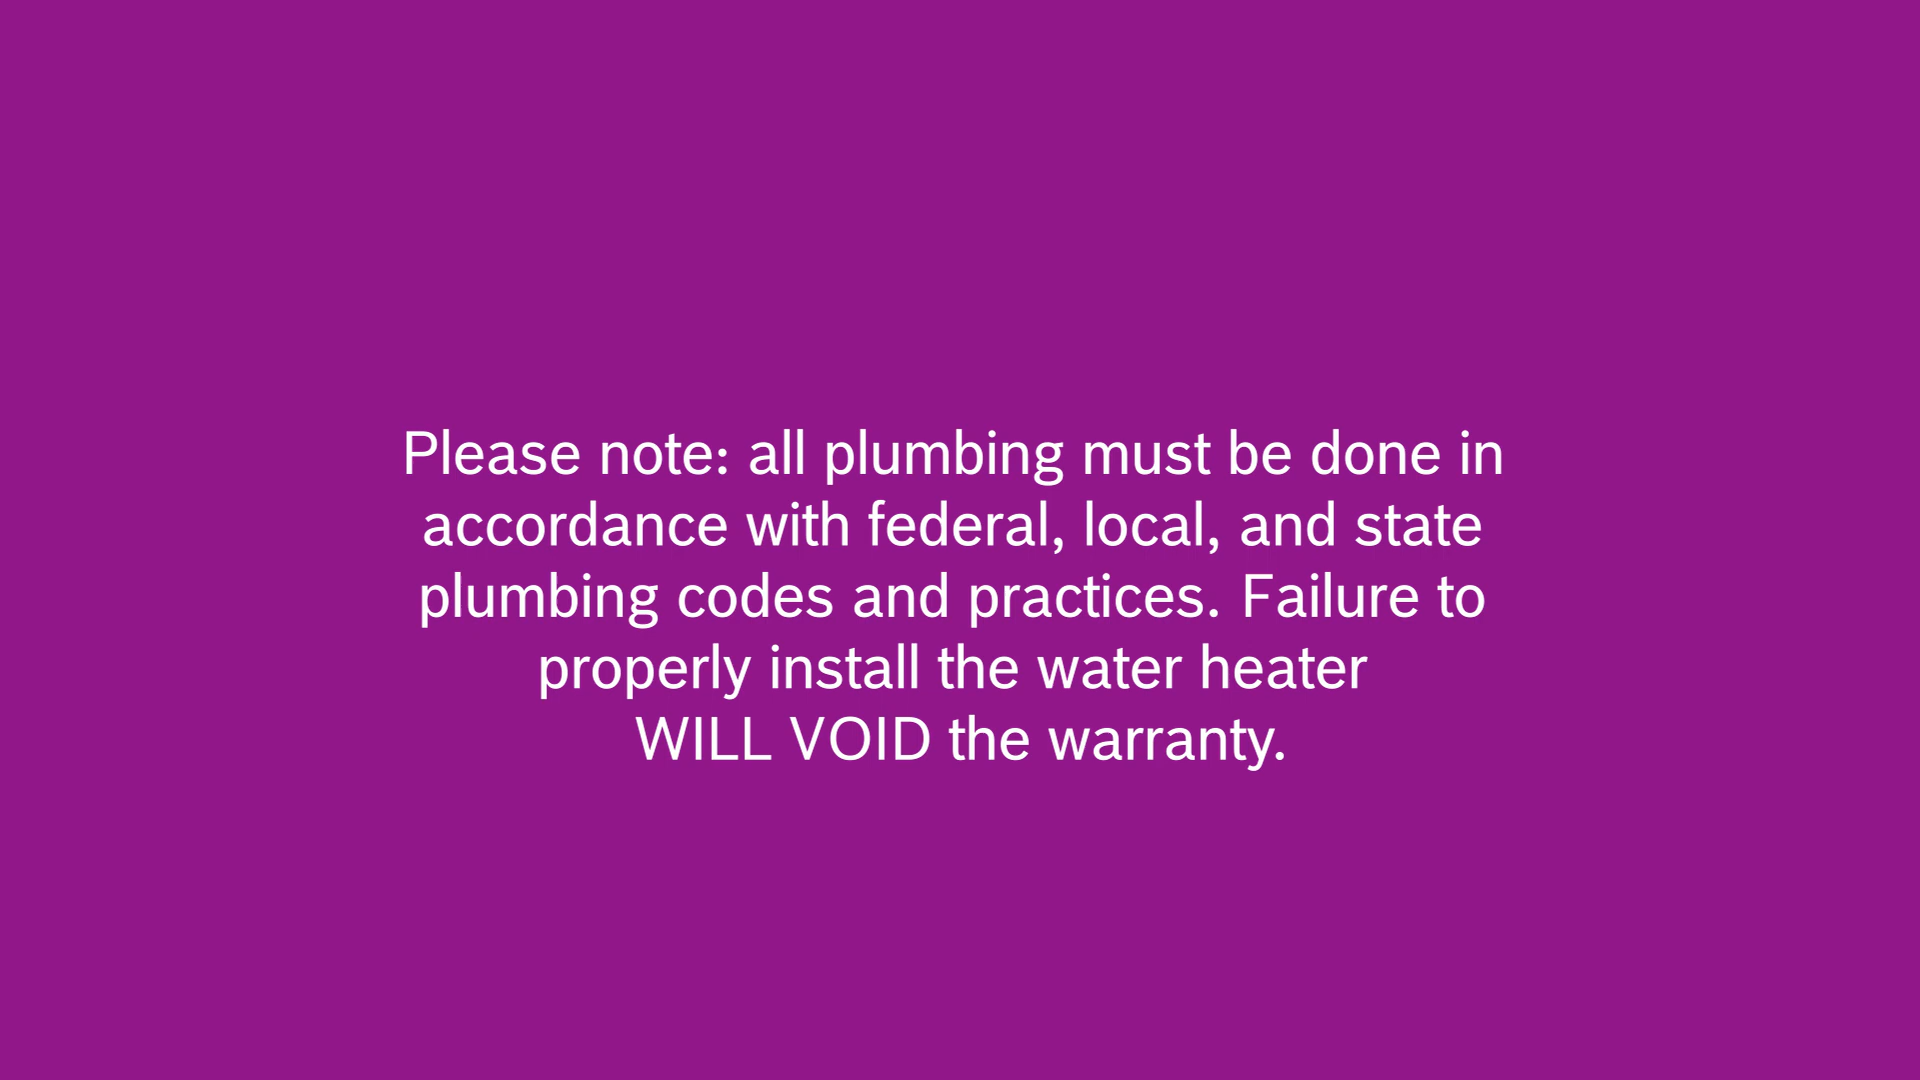 Please note: all plumbing must be done in
accordance with federal, local, and state
plumbing codes and practices. Failure to
properly install the water heater
WILL VOID the warranty.